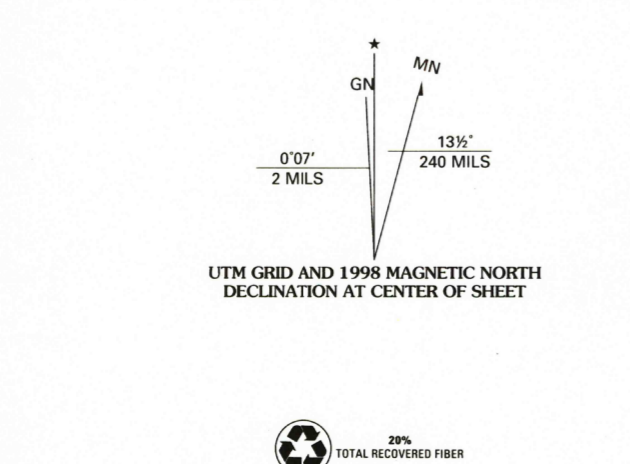 ★
GN
MN
0°07′
2 MILS
13½°
240 MILS
UTM GRID AND 1998 MAGNETIC NORTH
DECLINATION AT CENTER OF SHEET
20%
TOTAL RECOVERED FIBER